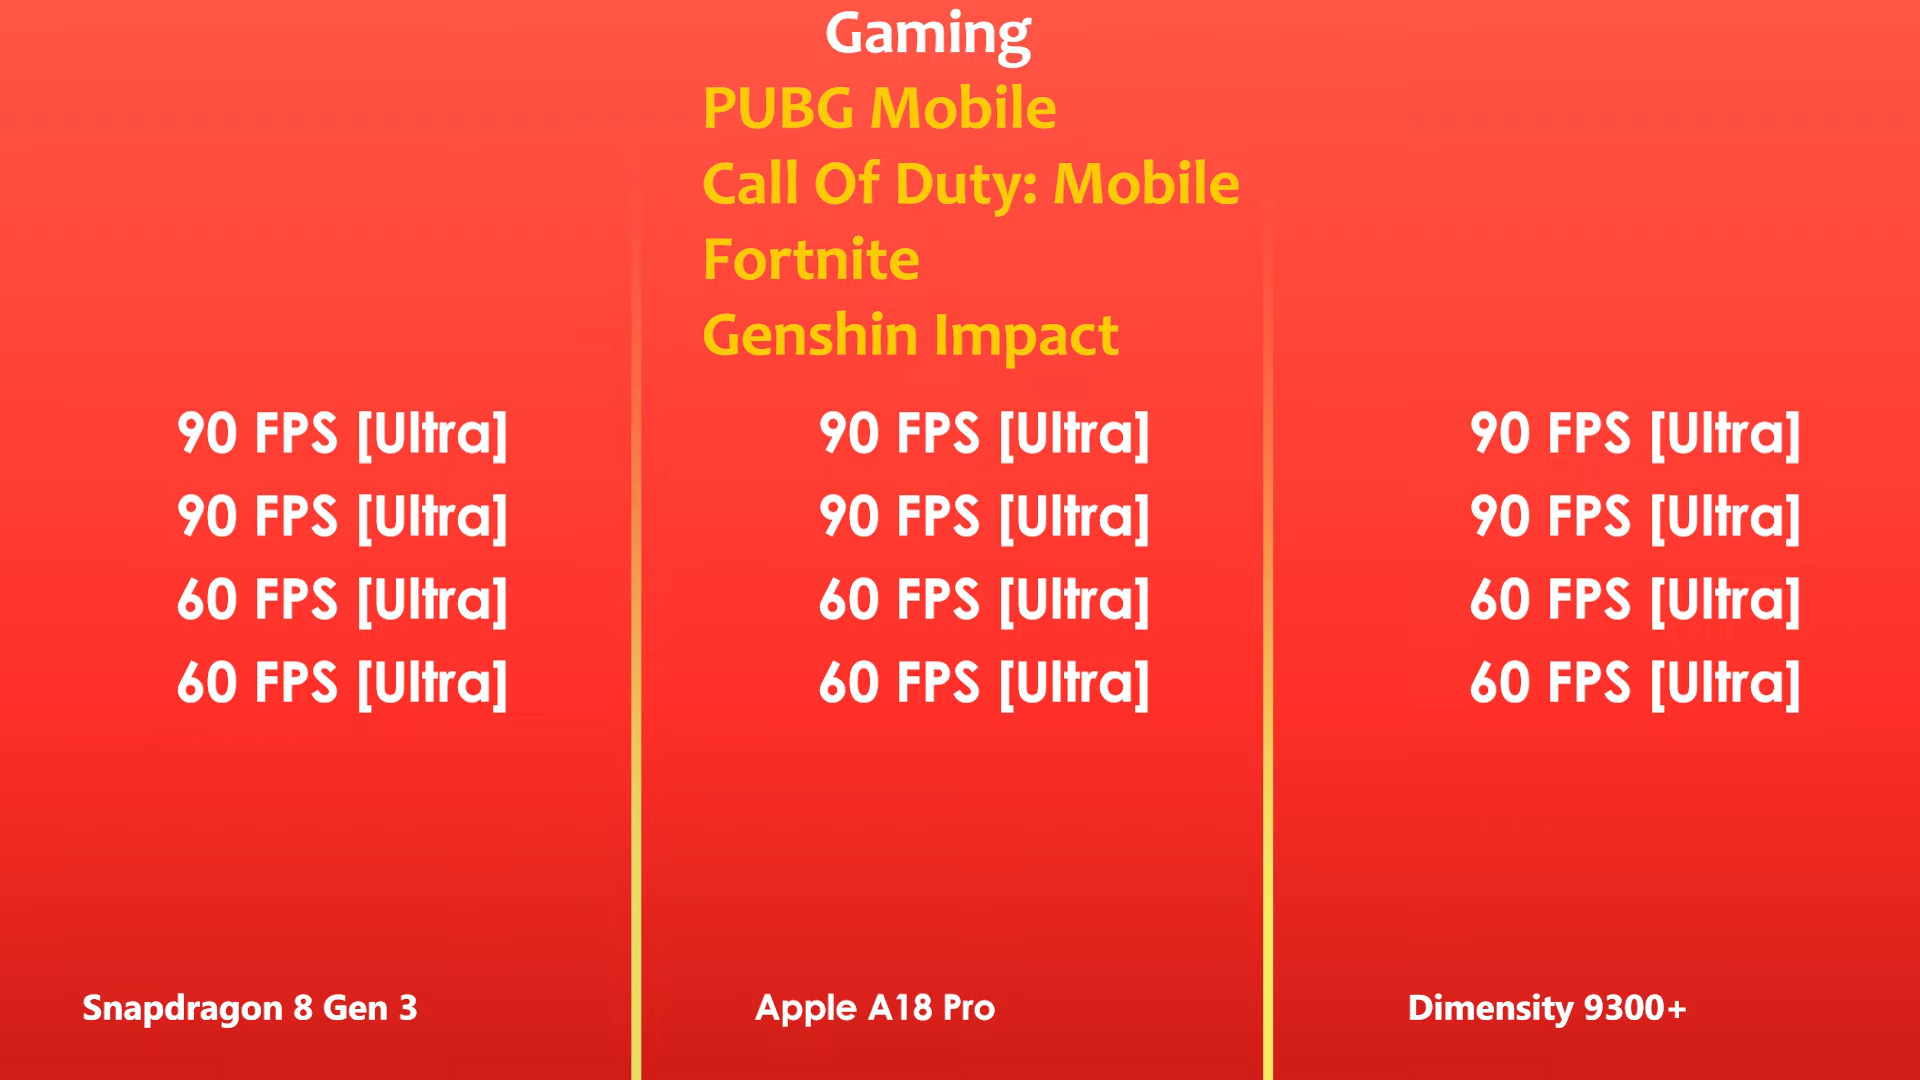 Gaming
PUBG Mobile
Call Of Duty: Mobile
Fortnite
Genshin Impact
90 FPS [Ultra] 90 FPS [Ultra] 90 FPS [Ultra]
90 FPS [Ultra] 90 FPS [Ultra] 90 FPS [Ultra]
60 FPS [Ultra] 60 FPS [Ultra] 60 FPS [Ultra]
60 FPS [Ultra] 60 FPS [Ultra] 60 FPS [Ultra]
Snapdragon 8 Gen 3 Apple A18 Pro Dimensity 9300+